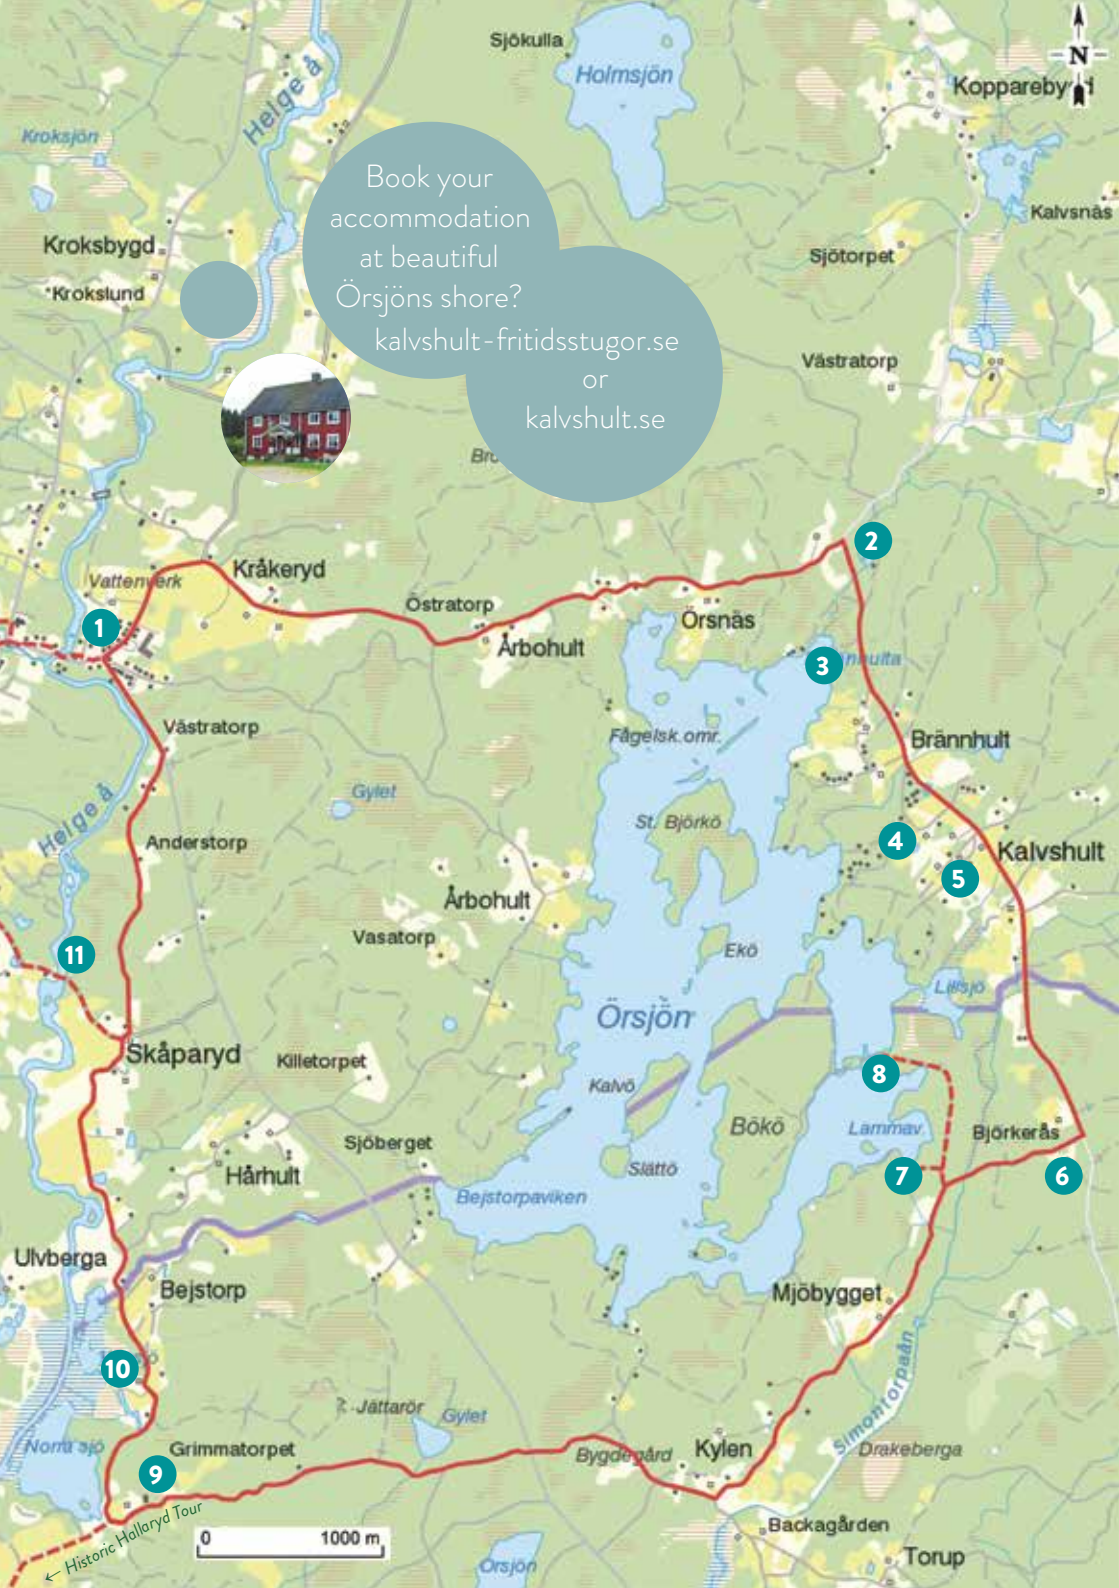 Sjökulla
Holmsjön
N
Helge å
Kroksjön
Kalvsnäs
Kroksbygd
Krokslund
Sjötorpet
Västratorp
Book your
accommodation
at beautiful
Örsjöns shore?
kalvshult-fritidsstugor.se
or
kalvshult.se
2
Kråkeryd
Vattenverk
Östratorp
Årbohult
Örsnäs
1
3
Västratorp
Fågelsk.omr.
Brännhult
Gylet
Helge å
St. Björkö
Anderstorp
4
Kalvshult
5
Årbohult
Vasatorp
Ekö
11
Lillsjö
Örsjön
Skåparyd
Killetorpet
8
Kalvö
Bökö
Lammav.
Björkerås
Sjöberget
Hårhult
Slättö
7
6
Bejstorpaviken
Ulvberga
Bejstorp
Mjöbygget
10
Simontorpaån
Jättarör
Gylet
Norra sjö
Grimmatorpet
Bygdegård
Kylen
Drakeberga
9
← Historic Hallaryd Tour
0 1000 m
Backagården
Örsjön
Torup